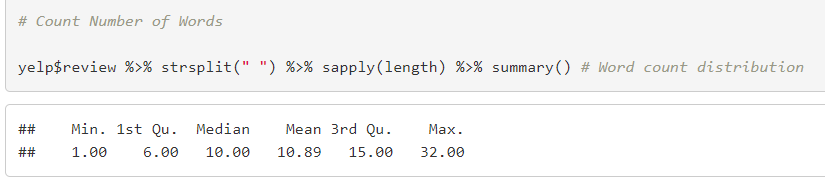 # Count Number of Words
yelp$review %>% strsplit(" ") %>% sapply(length) %>% summary() # Word count distribution
##    Min. 1st Qu.  Median    Mean 3rd Qu.    Max.
##    1.00    6.00   10.00   10.89   15.00   32.00